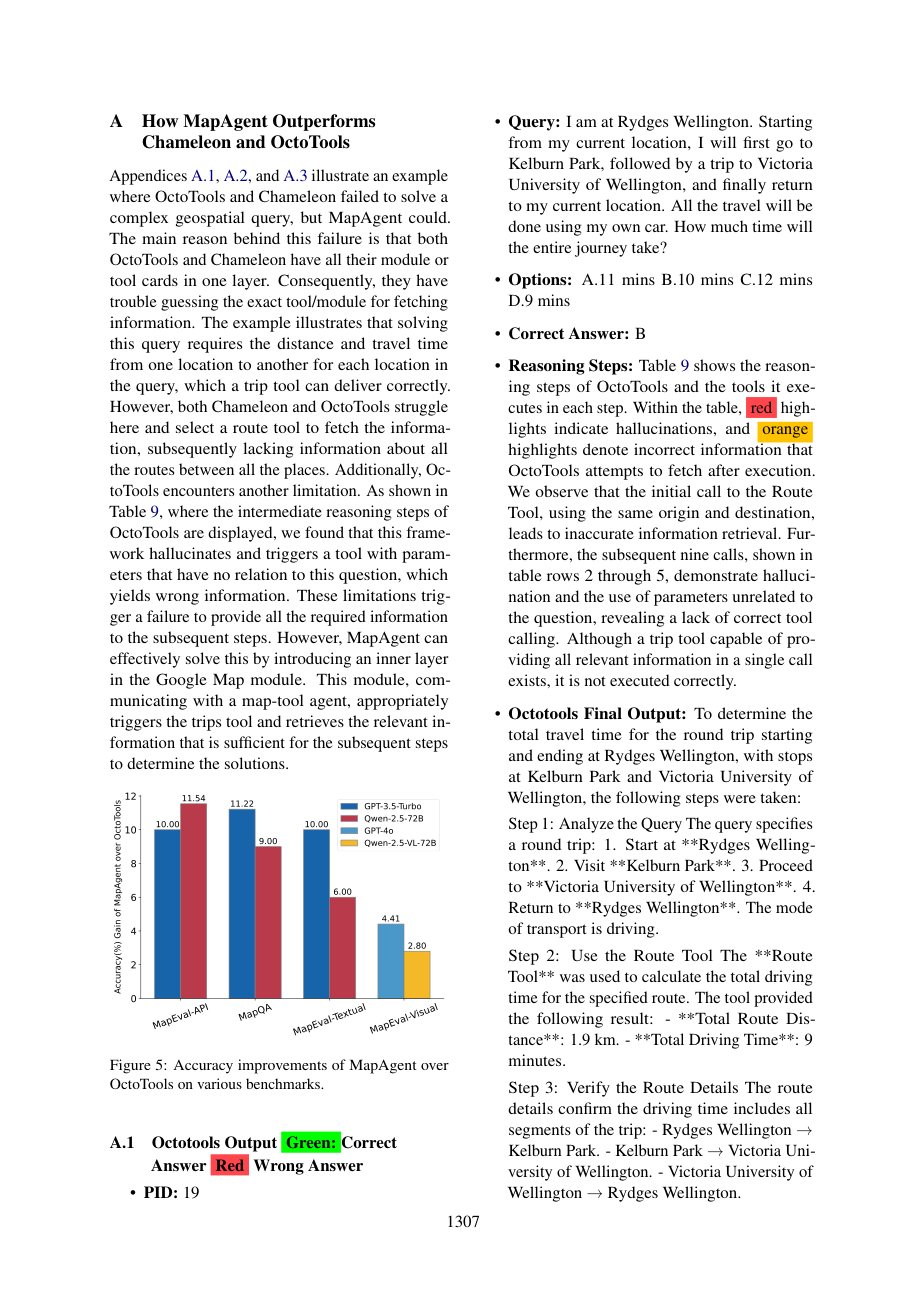 A How MapAgent Outperforms
Chameleon and OctoTools
Appendices A.1, A.2, and A.3 illustrate an example
where OctoTools and Chameleon failed to solve a
complex geospatial query, but MapAgent could.
The main reason behind this failure is that both
OctoTools and Chameleon have all their module or
tool cards in one layer. Consequently, they have
trouble guessing the exact tool/module for fetching
information. The example illustrates that solving
this query requires the distance and travel time
from one location to another for each location in
the query, which a trip tool can deliver correctly.
However, both Chameleon and OctoTools struggle
here and select a route tool to fetch the informa-
tion, subsequently lacking information about all
the routes between all the places. Additionally, Oc-
toTools encounters another limitation. As shown in
Table 9, where the intermediate reasoning steps of
OctoTools are displayed, we found that this frame-
work hallucinates and triggers a tool with param-
eters that have no relation to this question, which
yields wrong information. These limitations trig-
ger a failure to provide all the required information
to the subsequent steps. However, MapAgent can
effectively solve this by introducing an inner layer
in the Google Map module. This module, com-
municating with a map-tool agent, appropriately
triggers the trips tool and retrieves the relevant in-
formation that is sufficient for the subsequent steps
to determine the solutions.
Accuracy(%) Gain of MapAgent over OctoTools
12
10
8
6
4
2
0
10.00
11.54
11.22
9.00
10.00
6.00
4.41
2.80
GPT-3.5-Turbo
Qwen-2.5-72B
GPT-4o
Qwen-2.5-VL-72B
MapEval-API
MapQA
MapEval-Textual
MapEval-Visual
Figure 5: Accuracy improvements of MapAgent over
OctoTools on various benchmarks.
A.1 Octotools Output Green: Correct
Answer Red Wrong Answer
• PID: 19
• Query: I am at Rydges Wellington. Starting
from my current location, I will first go to
Kelburn Park, followed by a trip to Victoria
University of Wellington, and finally return
to my current location. All the travel will be
done using my own car. How much time will
the entire journey take?
• Options: A.11 mins B.10 mins C.12 mins
D.9 mins
• Correct Answer: B
• Reasoning Steps: Table 9 shows the reason-
ing steps of OctoTools and the tools it exe-
cutes in each step. Within the table, red high-
lights indicate hallucinations, and orange
highlights denote incorrect information that
OctoTools attempts to fetch after execution.
We observe that the initial call to the Route
Tool, using the same origin and destination,
leads to inaccurate information retrieval. Fur-
thermore, the subsequent nine calls, shown in
table rows 2 through 5, demonstrate halluci-
nation and the use of parameters unrelated to
the question, revealing a lack of correct tool
calling. Although a trip tool capable of pro-
viding all relevant information in a single call
exists, it is not executed correctly.
• Octotools Final Output: To determine the
total travel time for the round trip starting
and ending at Rydges Wellington, with stops
at Kelburn Park and Victoria University of
Wellington, the following steps were taken:
Step 1: Analyze the Query The query specifies
a round trip: 1. Start at **Rydges Welling-
ton**. 2. Visit **Kelburn Park**. 3. Proceed
to **Victoria University of Wellington**. 4.
Return to **Rydges Wellington**. The mode
of transport is driving.
Step 2: Use the Route Tool The **Route
Tool** was used to calculate the total driving
time for the specified route. The tool provided
the following result: - **Total Route Dis-
tance**: 1.9 km. - **Total Driving Time**: 9
minutes.
Step 3: Verify the Route Details The route
details confirm the driving time includes all
segments of the trip: - Rydges Wellington →
Kelburn Park. - Kelburn Park → Victoria Uni-
versity of Wellington. - Victoria University of
Wellington → Rydges Wellington.
1307